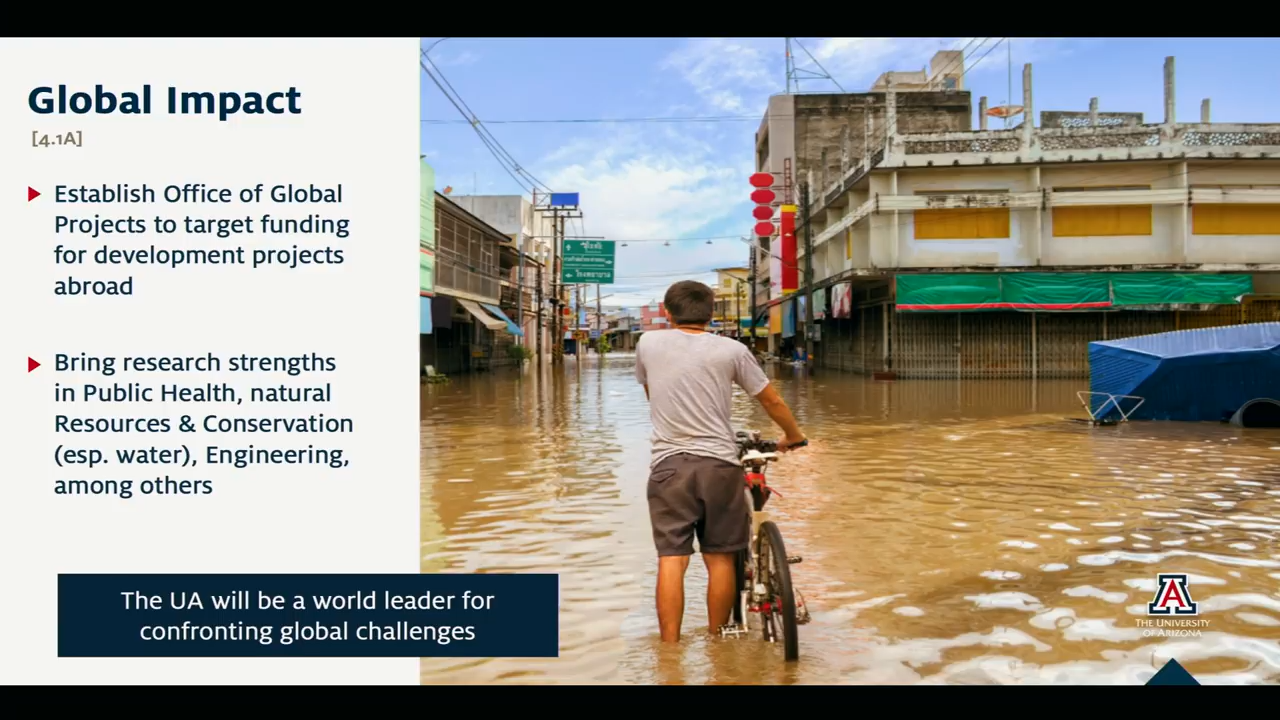 Global Impact
[4.1A]
Establish Office of Global
Projects to target funding
for development projects
abroad
Bring research strengths
in Public Health, natural
Resources & Conservation
(esp. water), Engineering,
among others
The UA will be a world leader for
confronting global challenges
A
THE UNIVERSITY
OF ARIZONA